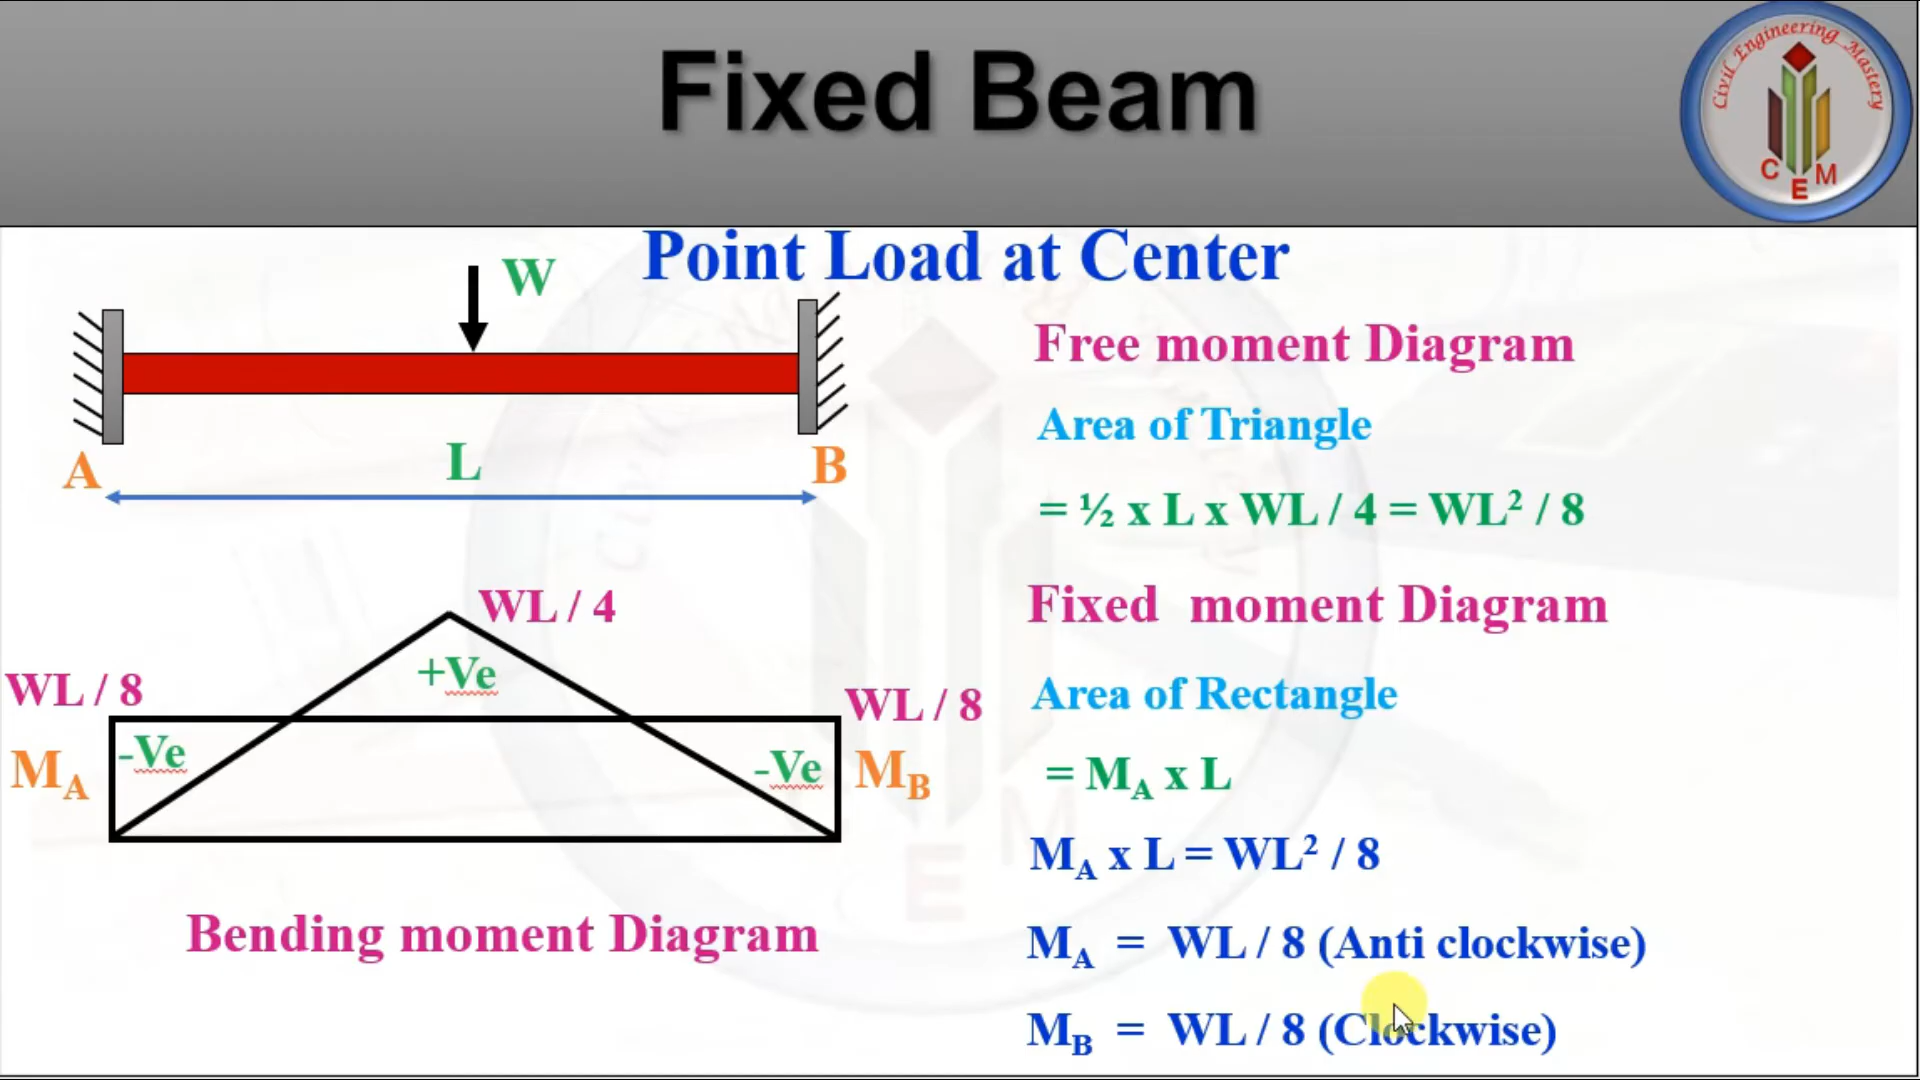 Fixed Beam
Civil Engineering Mastery
C E M
Point Load at Center
W
A
L
B
WL / 4
+Ve
WL / 8
WL / 8
-Ve
-Ve
M_A
M_B
Bending moment Diagram
Free moment Diagram
Area of Triangle
= ½ x L x WL / 4 = WL² / 8
Fixed moment Diagram
Area of Rectangle
= M_A x L
M_A x L = WL² / 8
M_A = WL / 8 (Anti clockwise)
M_B = WL / 8 (Clockwise)